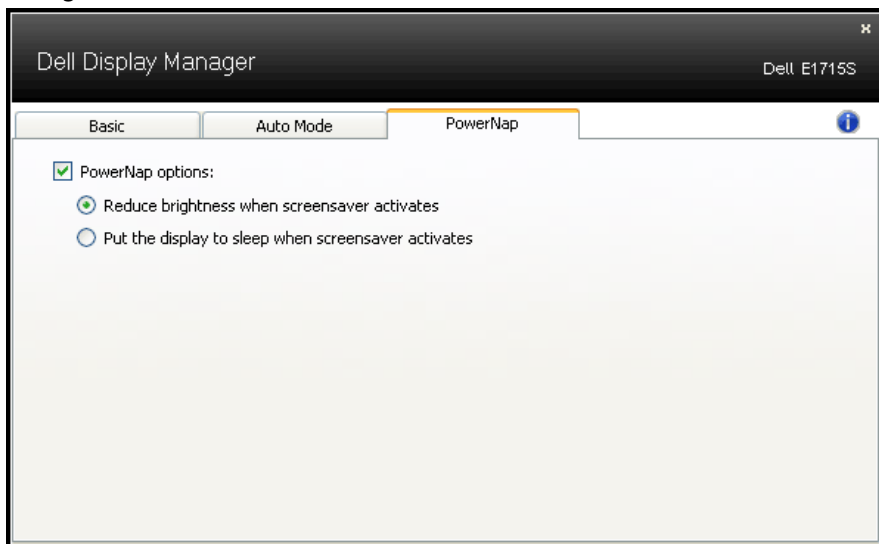 x
Dell Display Manager
Dell E1715S
Basic Auto Mode PowerNap i
PowerNap options:
Reduce brightness when screensaver activates
Put the display to sleep when screensaver activates